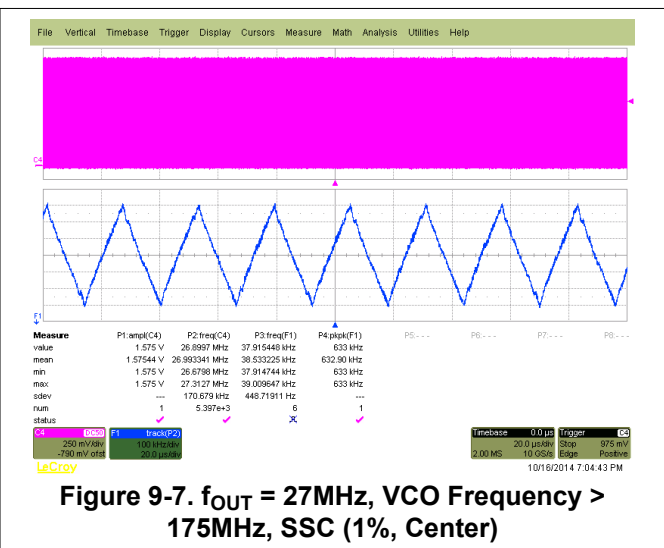 File Vertical Timebase Trigger Display Cursors Measure Math Analysis Utilities Help
C4
F1
Measure P1:ampl(C4) P2:freq(C4) P3:freq(F1) P4:pkpk(F1) P5:--- P6:--- P7:--- P8:---
value 1.575 V 26.8997 MHz 37.915448 kHz 633 kHz
mean 1.57544 V 26.993341 MHz 38.533225 kHz 632.90 kHz
min 1.575 V 26.6798 MHz 37.914744 kHz 633 kHz
max 1.575 V 27.3127 MHz 39.009647 kHz 633 kHz
sdev --- 170.679 kHz 448.71911 Hz ---
num 1 5.397e+3 6 1
status
C4 DC50 F1 track(P2) Timebase 0.0 µs Trigger C4
250 mV/div 100 kHz/div 20.0 µs/div Stop 975 mV
-790 mV ofst 20.0 µs/div 2.00 MS 10 GS/s Edge Positive
LeCroy 10/16/2014 7:04:43 PM
Figure 9-7. fOUT = 27MHz, VCO Frequency >
175MHz, SSC (1%, Center)